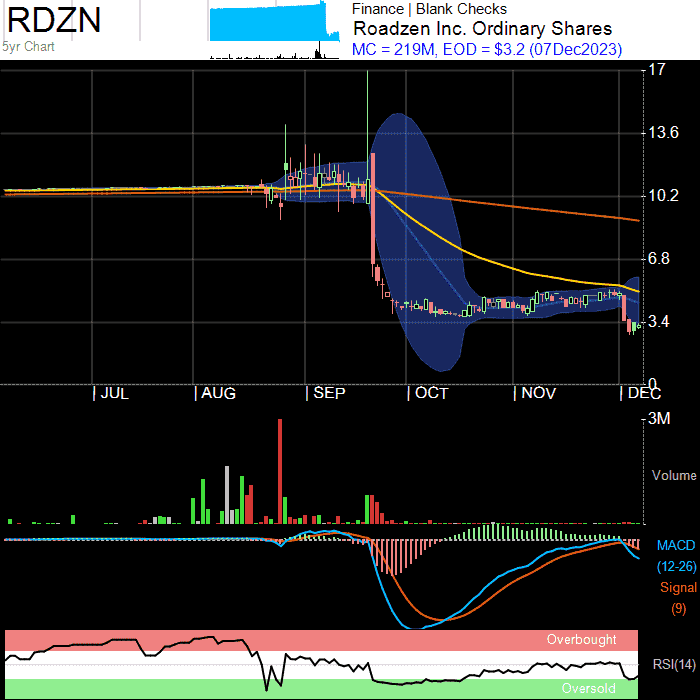 RDZN
5yr Chart
Finance | Blank Checks
Roadzen Inc. Ordinary Shares
MC = 219M, EOD = $3.2 (07Dec2023)
17
13.6
10.2
6.8
3.4
0
JUL AUG SEP OCT NOV DEC
3M
Volume
MACD
(12-26)
Signal
(9)
Overbought
RSI(14)
Oversold